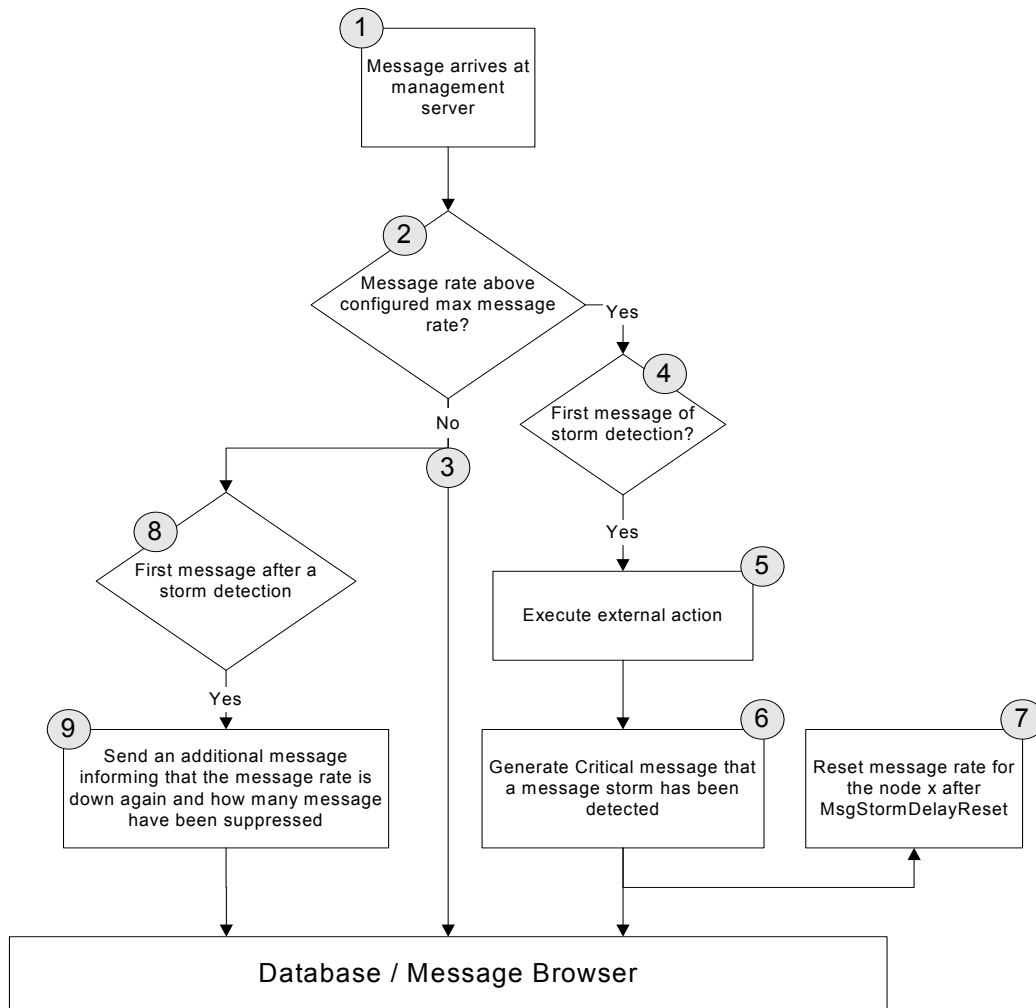 1
Message arrives at
management
server
2
Message rate above
configured max message
rate?
Yes
4
First message of
storm detection?
No
3
8
First message after a
storm detection
Yes
5
Execute external action
Yes
9
Send an additional message
informing that the message rate is
down again and how many message
have been suppressed
6
Generate Critical message that
a message storm has been
detected
7
Reset message rate for
the node x after
MsgStormDelayReset
Database / Message Browser